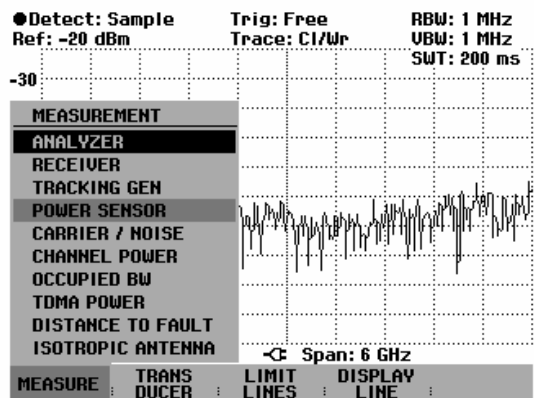 Detect: Sample Trig: Free RBW: 1 MHz
Ref: -20 dBm Trace: Cl/Wr VBW: 1 MHz
SWT: 200 ms
-30
MEASUREMENT
ANALYZER
RECEIVER
TRACKING GEN
POWER SENSOR
CARRIER / NOISE
CHANNEL POWER
OCCUPIED BW
TDMA POWER
DISTANCE TO FAULT
ISOTROPIC ANTENNA
Span: 6 GHz
MEASURE TRANS DUCER LIMIT LINES DISPLAY LINE